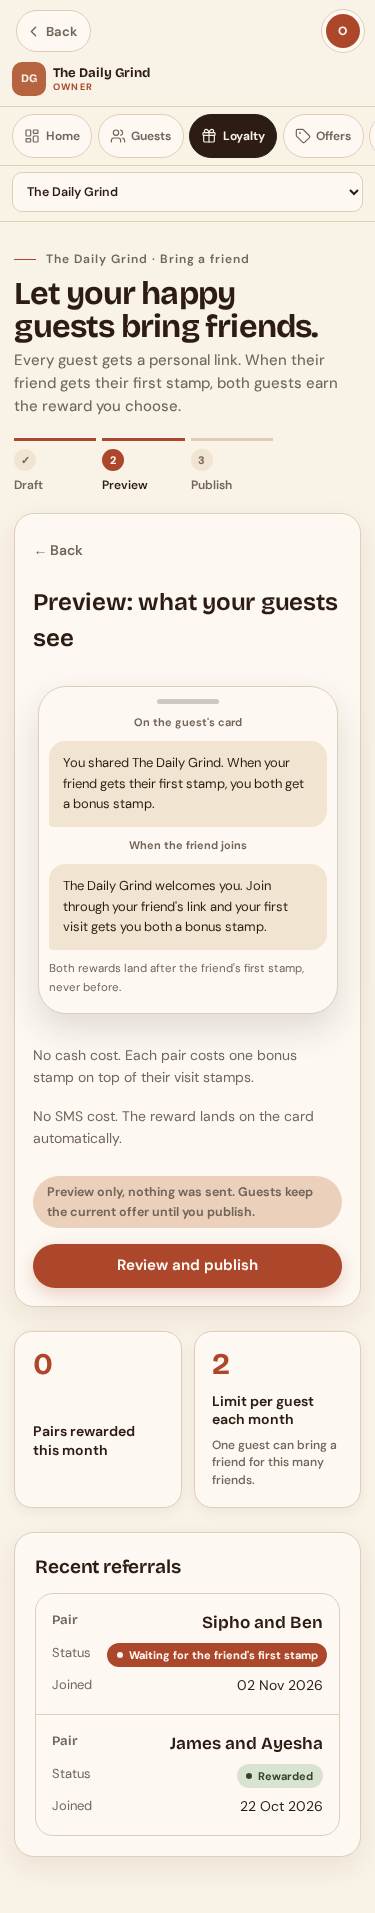 Back
O
DG
The Daily Grind
OWNER
Home
Guests
Loyalty
Offers
The Daily Grind
The Daily Grind · Bring a friend
Let your happy
guests bring friends.
Every guest gets a personal link. When their
friend gets their first stamp, both guests earn
the reward you choose.
✓
2
3
Draft
Preview
Publish
← Back
Preview: what your guests
see
On the guest's card
You shared The Daily Grind. When your
friend gets their first stamp, you both get
a bonus stamp.
When the friend joins
The Daily Grind welcomes you. Join
through your friend's link and your first
visit gets you both a bonus stamp.
Both rewards land after the friend's first stamp,
never before.
No cash cost. Each pair costs one bonus
stamp on top of their visit stamps.
No SMS cost. The reward lands on the card
automatically.
Preview only, nothing was sent. Guests keep
the current offer until you publish.
Review and publish
0
Pairs rewarded
this month
2
Limit per guest
each month
One guest can bring a
friend for this many
friends.
Recent referrals
Pair
Sipho and Ben
Status
Waiting for the friend's first stamp
Joined
02 Nov 2026
Pair
James and Ayesha
Status
Rewarded
Joined
22 Oct 2026